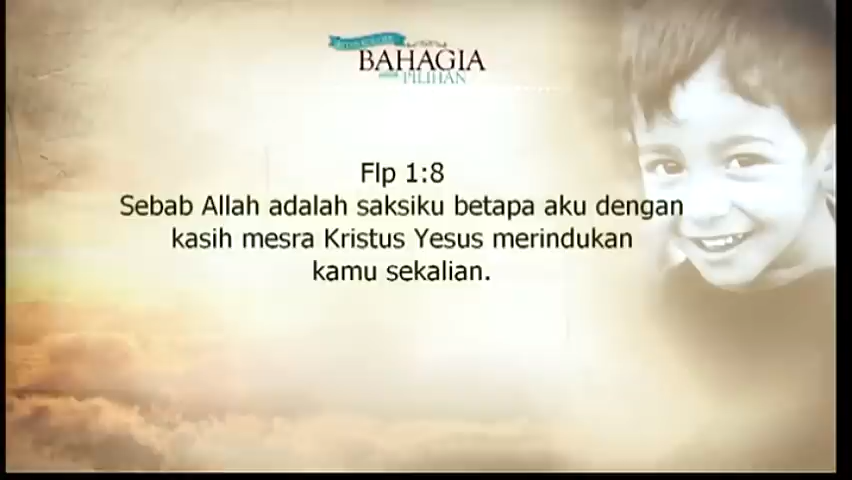 BAHAGIA
PILIHAN
Flp 1:8
Sebab Allah adalah saksiku betapa aku dengan
kasih mesra Kristus Yesus merindukan
kamu sekalian.